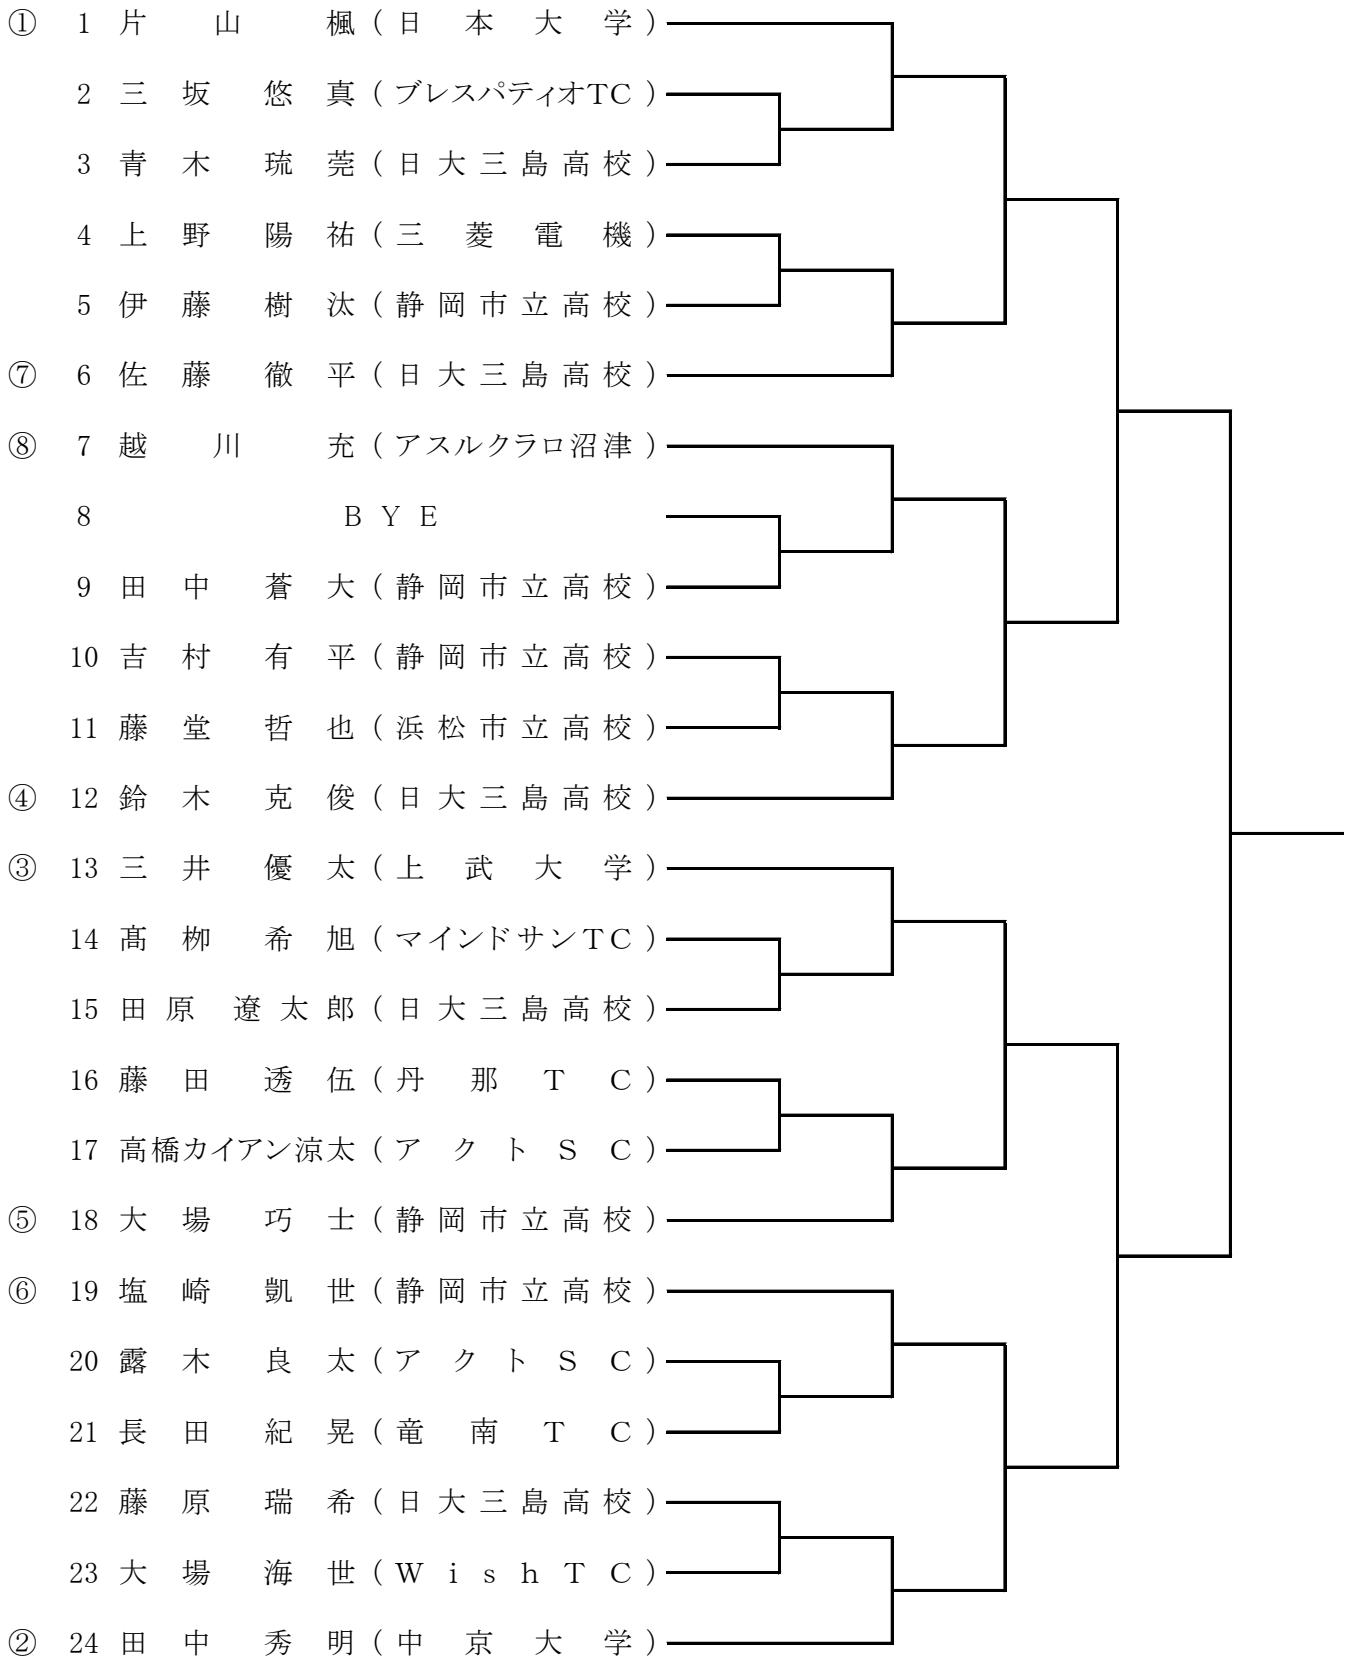 ① 1 片山 楓 (日本大学)
2 三坂 悠真 (ブレスパティオTC)
3 青木 琉莞 (日大三島高校)
4 上野 陽祐 (三菱電機)
5 伊藤 樹汰 (静岡市立高校)
⑦ 6 佐藤 徹平 (日大三島高校)
⑧ 7 越川 充 (アスルクラロ沼津)
8 BYE
9 田中 蒼大 (静岡市立高校)
10 吉村 有平 (静岡市立高校)
11 藤堂 哲也 (浜松市立高校)
④ 12 鈴木 克俊 (日大三島高校)
③ 13 三井 優太 (上武大学)
14 髙栁 希旭 (マインドサンTC)
15 田原 遼太郎 (日大三島高校)
16 藤田 透伍 (丹那TC)
17 高橋カイアン涼太 (アクトSC)
⑤ 18 大場 巧士 (静岡市立高校)
⑥ 19 塩崎 凱世 (静岡市立高校)
20 露木 良太 (アクトSC)
21 長田 紀晃 (竜南TC)
22 藤原 瑞希 (日大三島高校)
23 大場 海世 (WishTC)
② 24 田中 秀明 (中京大学)